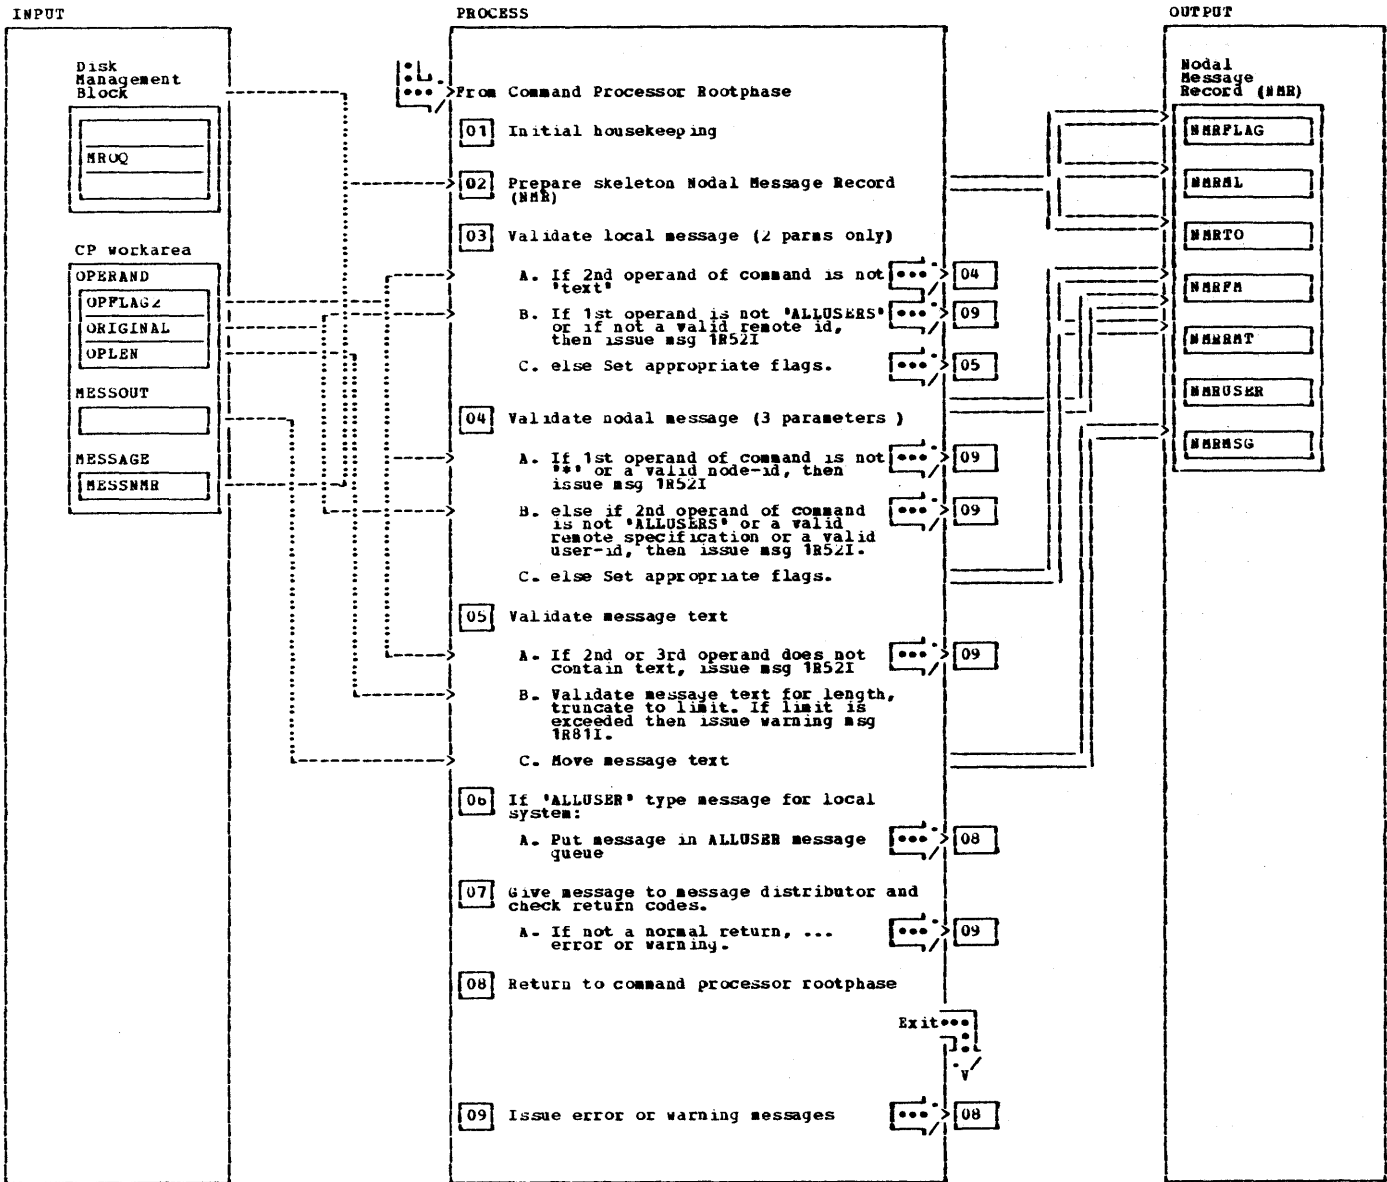 INPUT
Disk
Management
Block
MROQ
CP workarea
OPERAND
OPFLAG2
ORIGINAL
OPLEN
MESSOUT
MESSAGE
MESSNMR
PROCESS
From Command Processor Rootphase
01 Initial housekeeping
02 Prepare skeleton Nodal Message Record
(NMR)
03 Validate local message (2 parms only)
A. If 2nd operand of command is not 04
'text'
B. If 1st operand is not 'ALLUSERS' 09
or if not a valid remote id,
then issue msg 1R52I
C. else Set appropriate flags. 05
04 Validate nodal message (3 parameters )
A. If 1st operand of command is not 09
'*' or a valid node-id, then
issue msg 1R52I
B. else if 2nd operand of command 09
is not 'ALLUSERS' or a valid
remote specification or a valid
user-id, then issue msg 1R52I.
C. else Set appropriate flags.
05 Validate message text
A. If 2nd or 3rd operand does not 09
contain text, issue msg 1R52I
B. Validate message text for length,
truncate to limit. If limit is
exceeded then issue warning msg
1R81I.
C. Move message text
06 If 'ALLUSER' type message for local
system:
A. Put message in ALLUSER message 08
queue
07 Give message to message distributor and
check return codes.
A. If not a normal return, ... 09
error or warning.
08 Return to command processor rootphase
Exit
09 Issue error or warning messages 08
OUTPUT
Nodal
Message
Record (NMR)
NMRFLAG
NMRML
NMRTO
NMRFM
NMRRMT
NMRUSER
NMRMSG